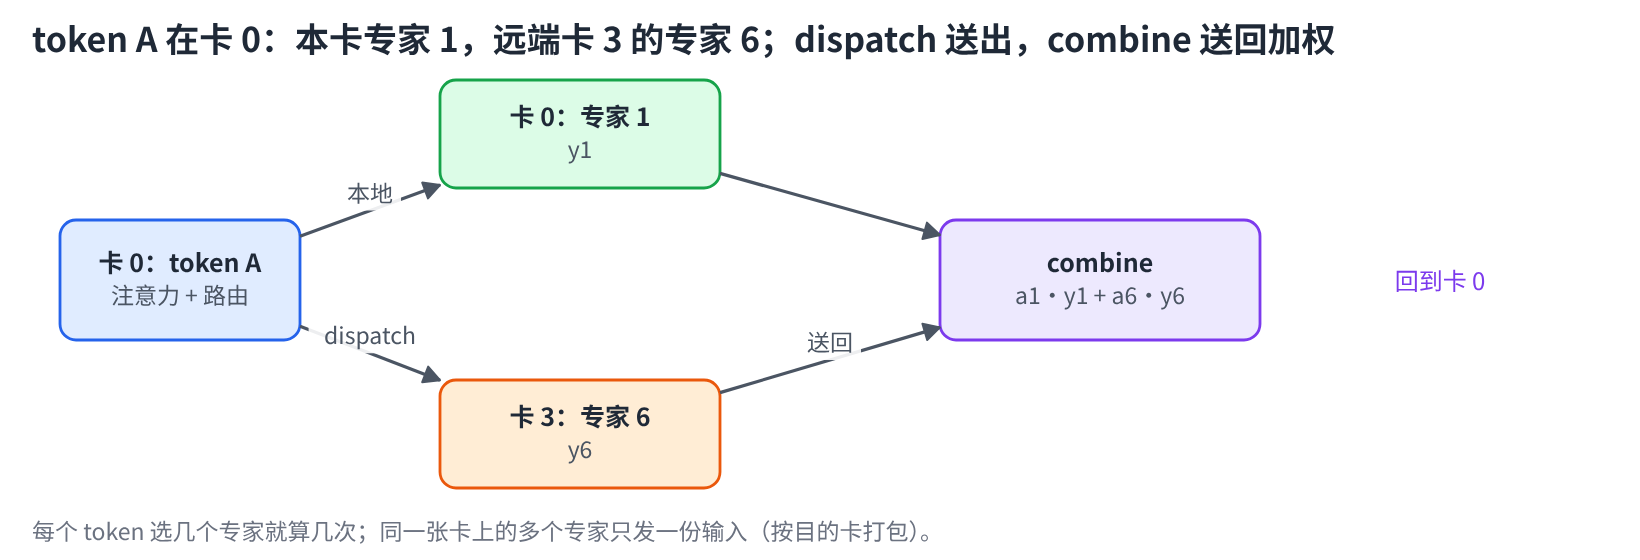 token A 在卡 0：本卡专家 1，远端卡 3 的专家 6；dispatch 送出，combine 送回加权
卡 0：专家 1
y1
本地
卡 0：token A
注意力 + 路由
combine
a1・y1 + a6・y6
回到卡 0
dispatch
送回
卡 3：专家 6
y6
每个 token 选几个专家就算几次；同一张卡上的多个专家只发一份输入（按目的卡打包）。